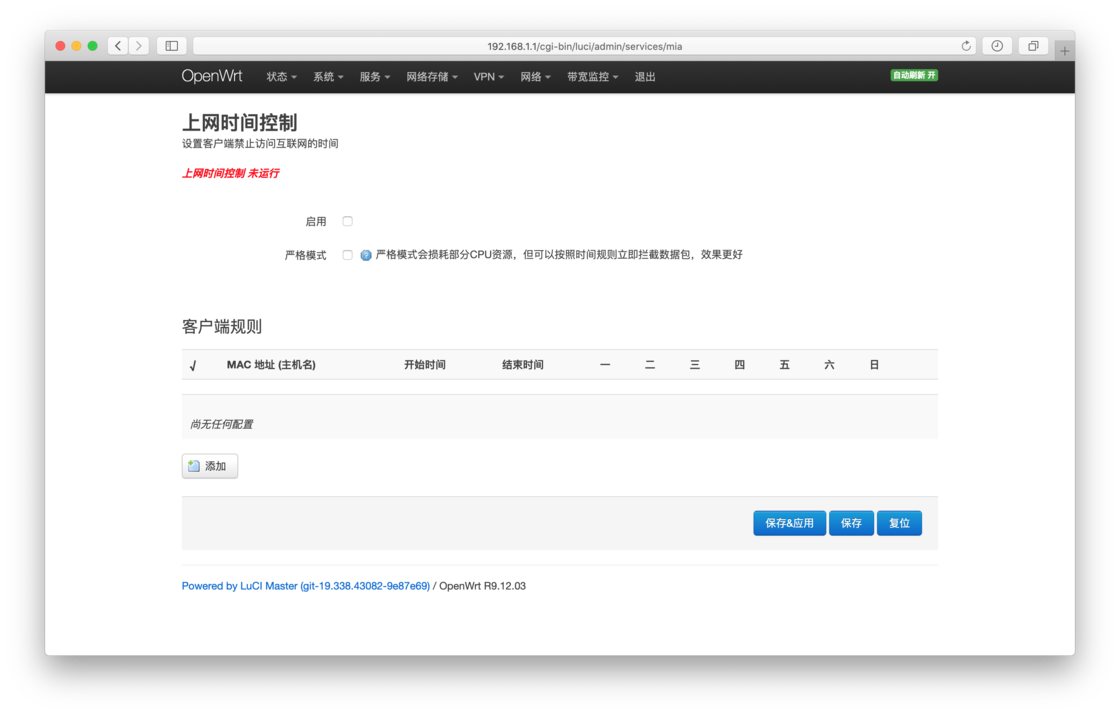 192.168.1.1/cgi-bin/luci/admin/services/mia
OpenWrt 状态 系统 服务 网络存储 VPN 网络 带宽监控 退出 自动刷新 开
上网时间控制
设置客户端禁止访问互联网的时间
上网时间控制 未运行
启用
严格模式 严格模式会损耗部分CPU资源，但可以按照时间规则立即拦截数据包，效果更好
客户端规则
√ MAC 地址 (主机名) 开始时间 结束时间 一 二 三 四 五 六 日
尚无任何配置
添加
保存&应用 保存 复位
Powered by LuCI Master (git-19.338.43082-9e87e69) / OpenWrt R9.12.03